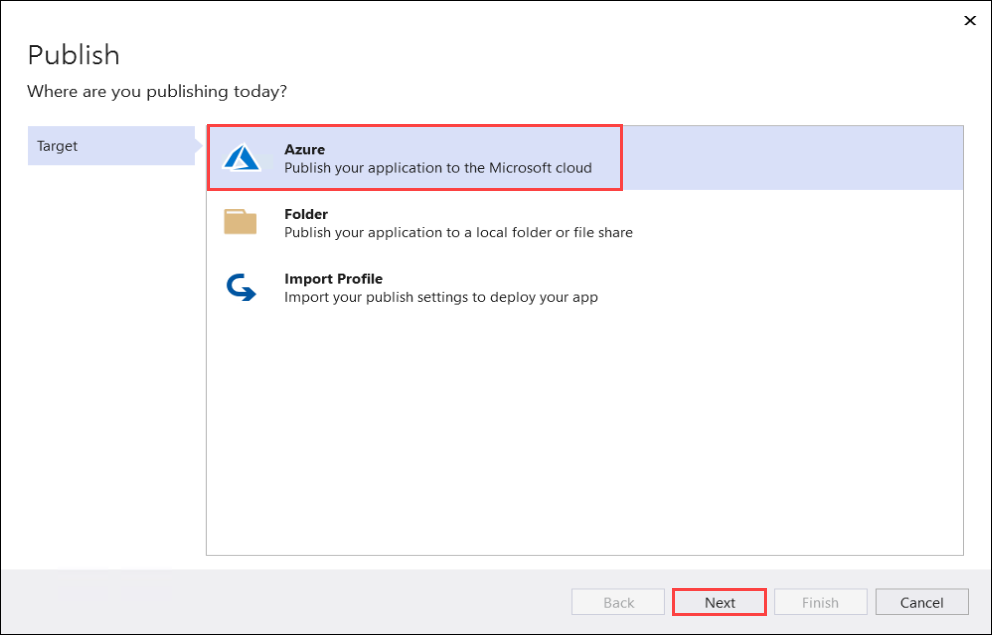 Publish
Where are you publishing today?
Target
Azure
Publish your application to the Microsoft cloud
Folder
Publish your application to a local folder or file share
Import Profile
Import your publish settings to deploy your app
Back
Next
Finish
Cancel